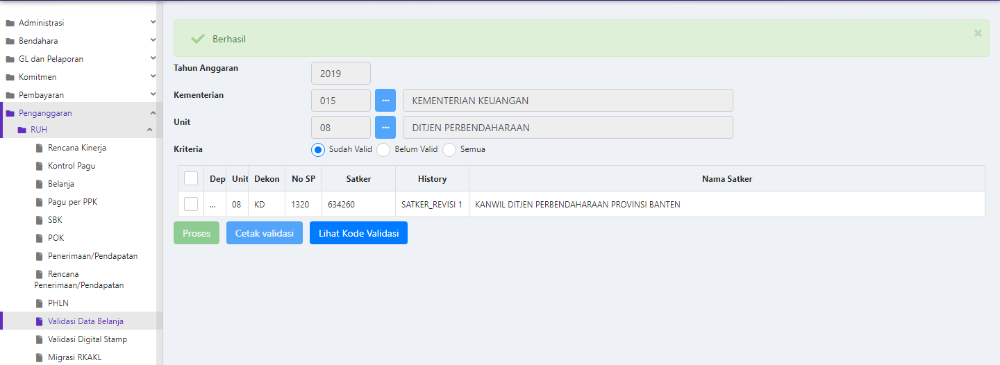 Administrasi
Bendahara
GL dan Pelaporan
Komitmen
Pembayaran
Penganggaran
RUH
Rencana Kinerja
Kontrol Pagu
Belanja
Pagu per PPK
SBK
POK
Penerimaan/Pendapatan
Rencana
Penerimaan/Pendapatan
PHLN
Validasi Data Belanja
Validasi Digital Stamp
Migrasi RKAKL
Berhasil
Tahun Anggaran 2019
Kementerian 015 ... KEMENTERIAN KEUANGAN
Unit 08 ... DITJEN PERBENDAHARAAN
Kriteria Sudah Valid Belum Valid Semua
Dep Unit Dekon No SP Satker History Nama Satker
... 08 KD 1320 634260 SATKER_REVISI 1 KANWIL DITJEN PERBENDAHARAAN PROVINSI BANTEN
Proses Cetak validasi Lihat Kode Validasi